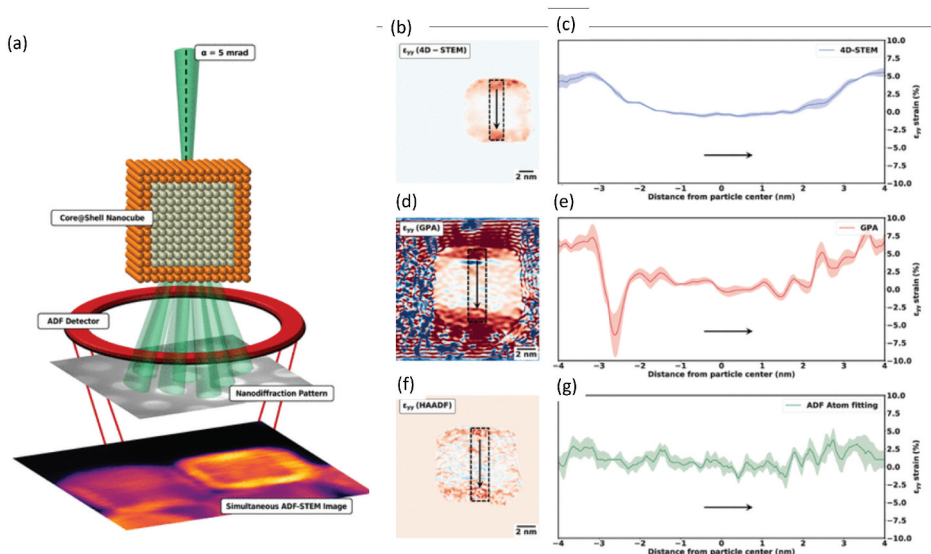 (a)
α = 5 mrad
Core@Shell Nanocube
ADF Detector
Nanodiffraction Pattern
Simultaneous ADF-STEM Image
(b)
εyy (4D − STEM)
2 nm
(c)
4D-STEM
10.0
7.5
5.0
2.5
0.0
−2.5
−5.0
−7.5
−10.0
εyy strain (%)
−4 −3 −2 −1 0 1 2 3 4
Distance from particle center (nm)
(d)
εyy (GPA)
2 nm
(e)
GPA
10.0
7.5
5.0
2.5
0.0
−2.5
−5.0
−7.5
−10.0
εyy strain (%)
−4 −3 −2 −1 0 1 2 3 4
Distance from particle center (nm)
(f)
εyy (HAADF)
2 nm
(g)
ADF Atom fitting
10.0
7.5
5.0
2.5
0.0
−2.5
−5.0
−7.5
−10.0
εyy strain (%)
−4 −3 −2 −1 0 1 2 3 4
Distance from particle center (nm)